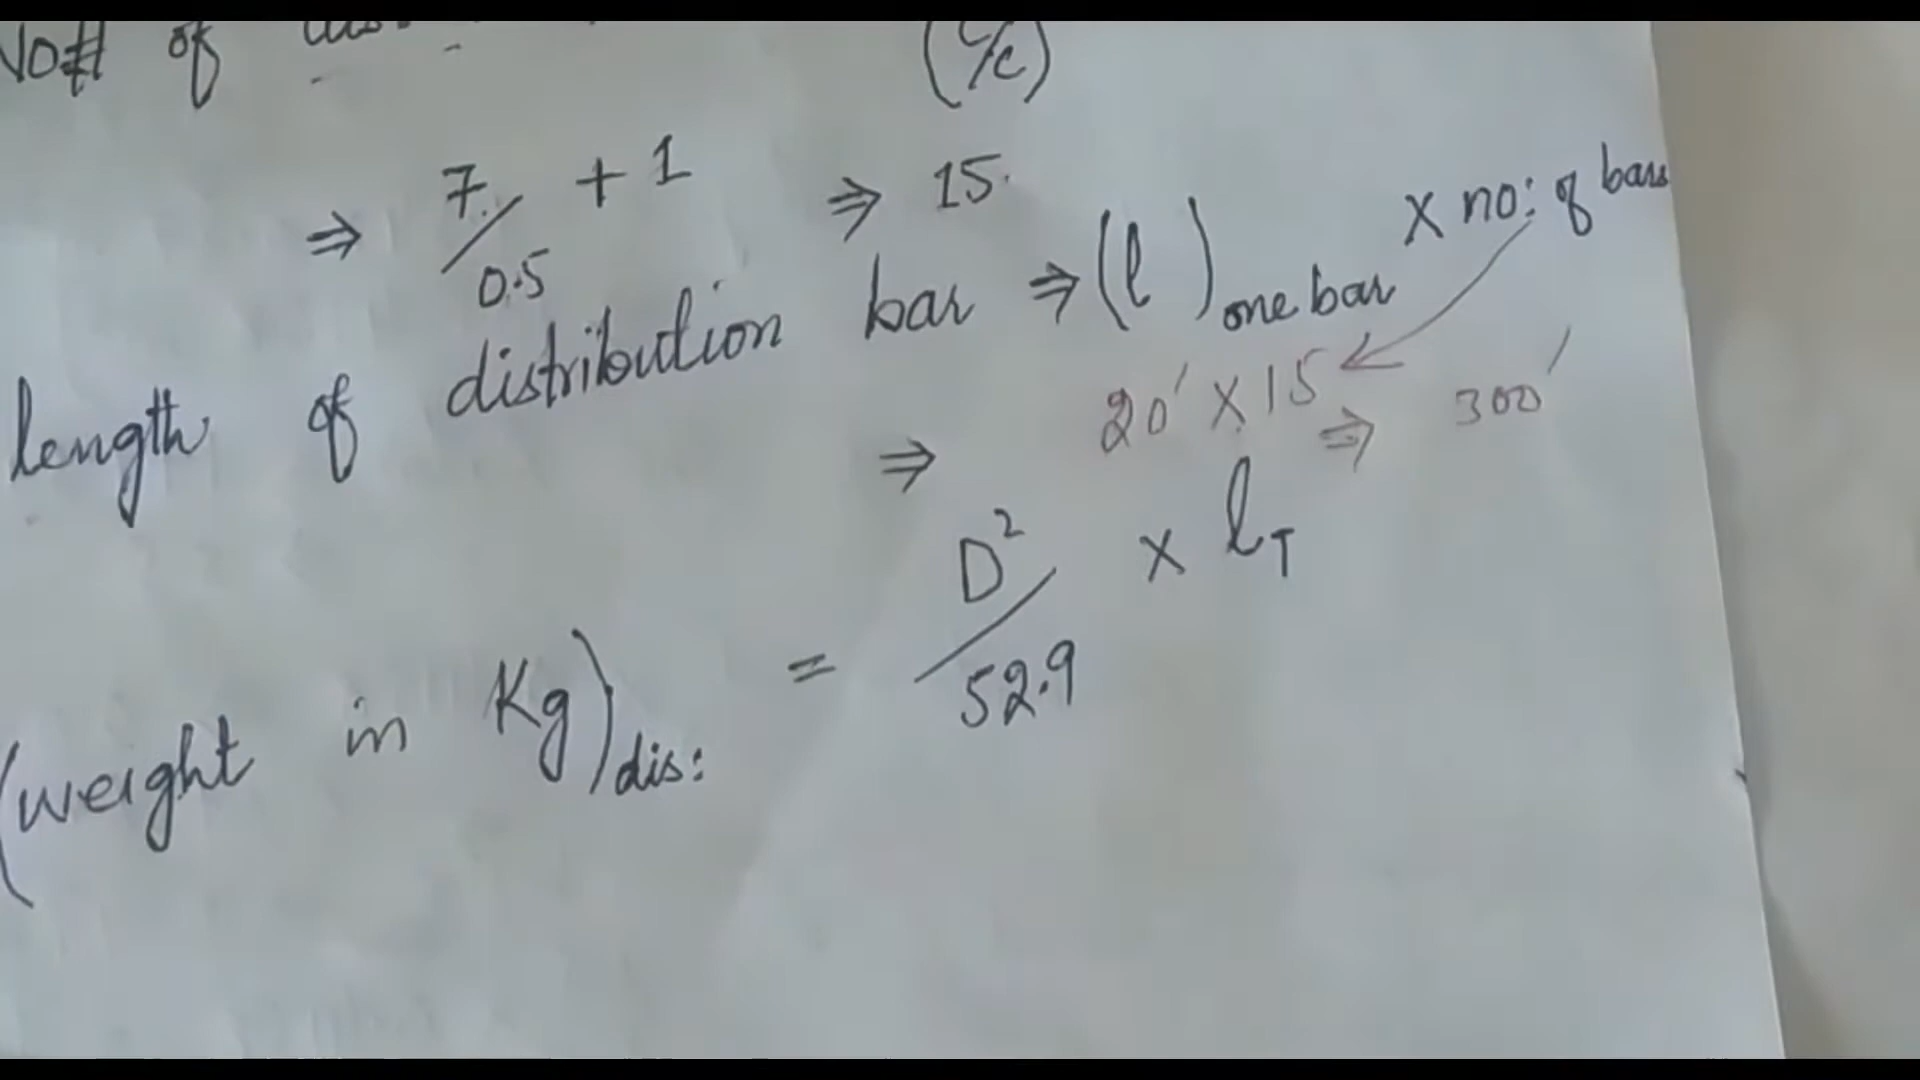 No# of
(c/c)
⇒ 7/0.5 + 1 ⇒ 15.
length of distribution bar ⇒ (l)one bar x no: of bars
⇒ 20' x 15 ⇒ 300'
(weight in Kg)dis: = D²/52.9 x lT